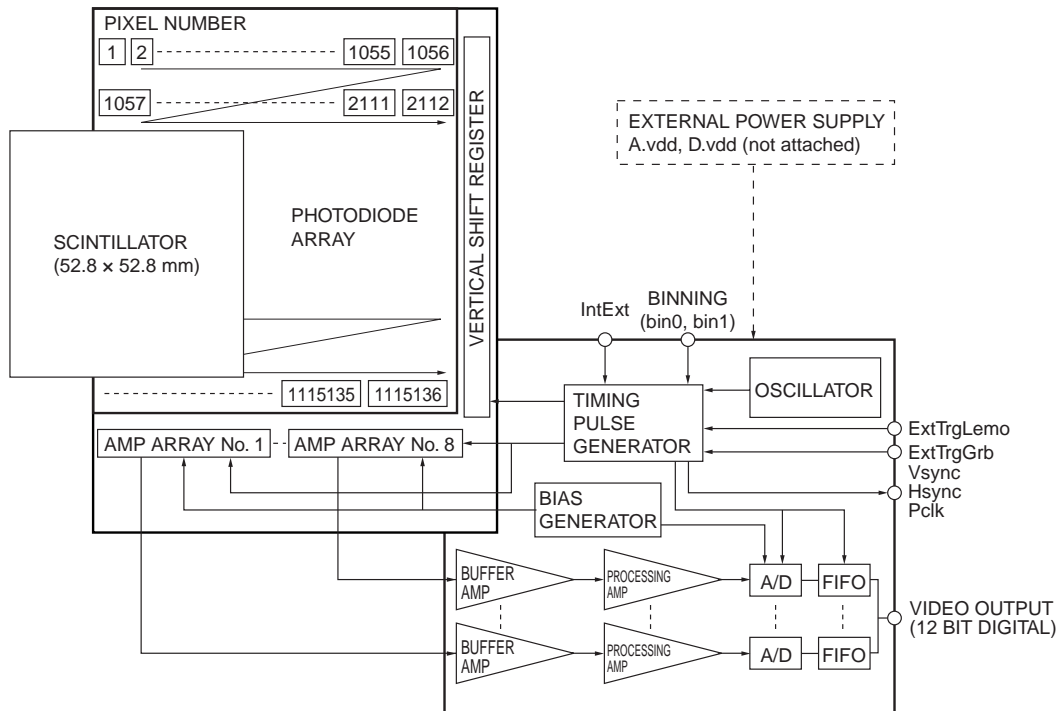 PIXEL NUMBER
1 2 1055 1056
1057 2111 2112
SCINTILLATOR
(52.8 × 52.8 mm)
PHOTODIODE
ARRAY
VERTICAL SHIFT REGISTER
1115135 1115136
AMP ARRAY No. 1 AMP ARRAY No. 8
EXTERNAL POWER SUPPLY
A.vdd, D.vdd (not attached)
IntExt
BINNING
(bin0, bin1)
TIMING
PULSE
GENERATOR
OSCILLATOR
ExtTrgLemo
ExtTrgGrb
Vsync
Hsync
Pclk
BIAS
GENERATOR
BUFFER
AMP
PROCESSING
AMP
A/D
FIFO
BUFFER
AMP
PROCESSING
AMP
A/D
FIFO
VIDEO OUTPUT
(12 BIT DIGITAL)